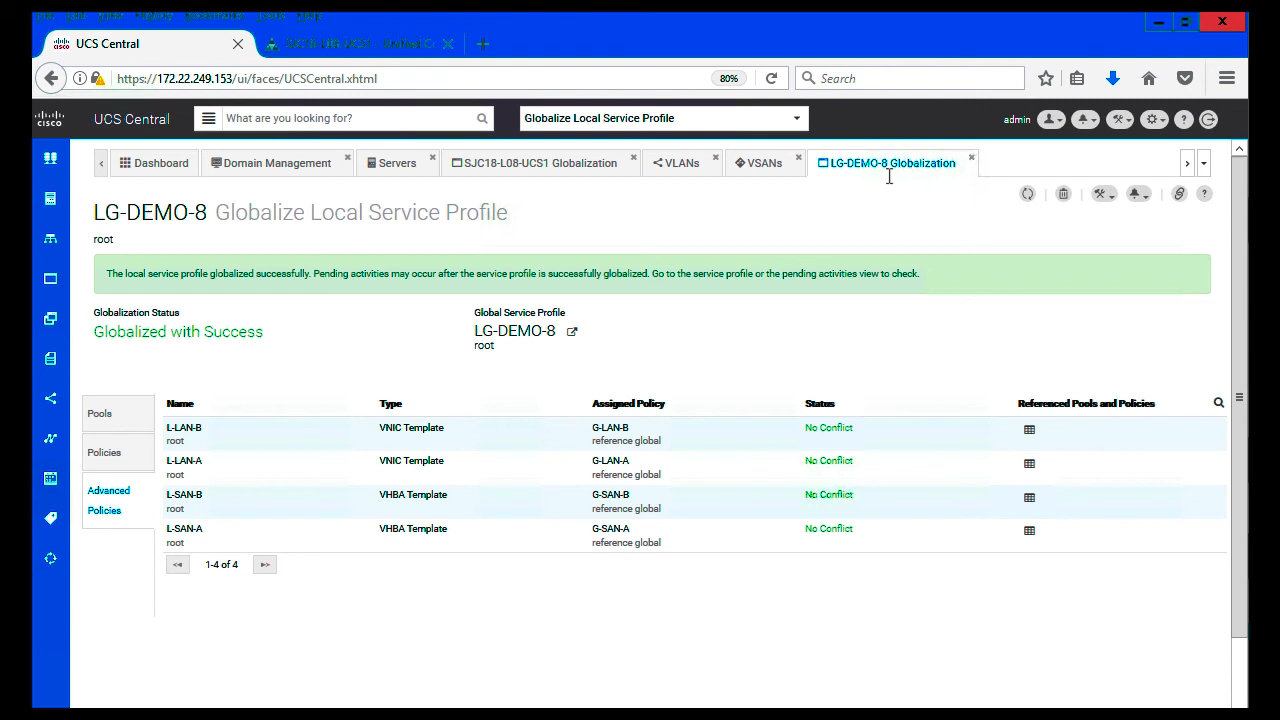 UCS Central
https://172.22.249.153/ui/faces/UCSCentral.xhtml
80%
Search
cisco
UCS Central
What are you looking for?
Globalize Local Service Profile
admin
Dashboard
Domain Management
Servers
SJC18-L08-UCS1 Globalization
VLANs
VSANs
LG-DEMO-8 Globalization
LG-DEMO-8 Globalize Local Service Profile
root
The local service profile globalized successfully. Pending activities may occur after the service profile is successfully globalized. Go to the service profile or the pending activities view to check.
Globalization Status
Globalized with Success
Global Service Profile
LG-DEMO-8
root
Pools
Policies
Advanced
Policies
Name Type Assigned Policy Status Referenced Pools and Policies
L-LAN-B VNIC Template G-LAN-B No Conflict
root reference global
L-LAN-A VNIC Template G-LAN-A No Conflict
root reference global
L-SAN-B VHBA Template G-SAN-B No Conflict
root reference global
L-SAN-A VHBA Template G-SAN-A No Conflict
root reference global
1-4 of 4